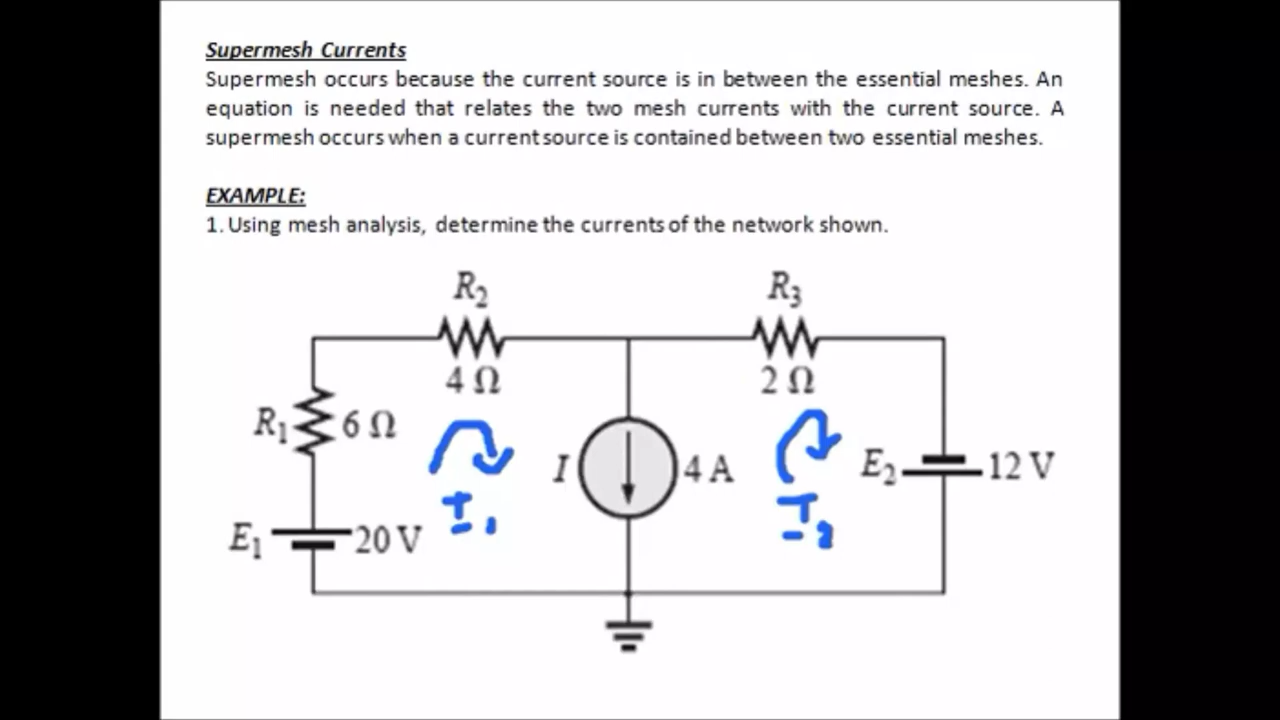 Supermesh Currents
Supermesh occurs because the current source is in between the essential meshes. An
equation is needed that relates the two mesh currents with the current source. A
supermesh occurs when a current source is contained between two essential meshes.
EXAMPLE:
1. Using mesh analysis, determine the currents of the network shown.
R2
R3
4 Ω
2 Ω
R1 6 Ω
I 4 A
E2 12 V
I1
I2
E1 20 V